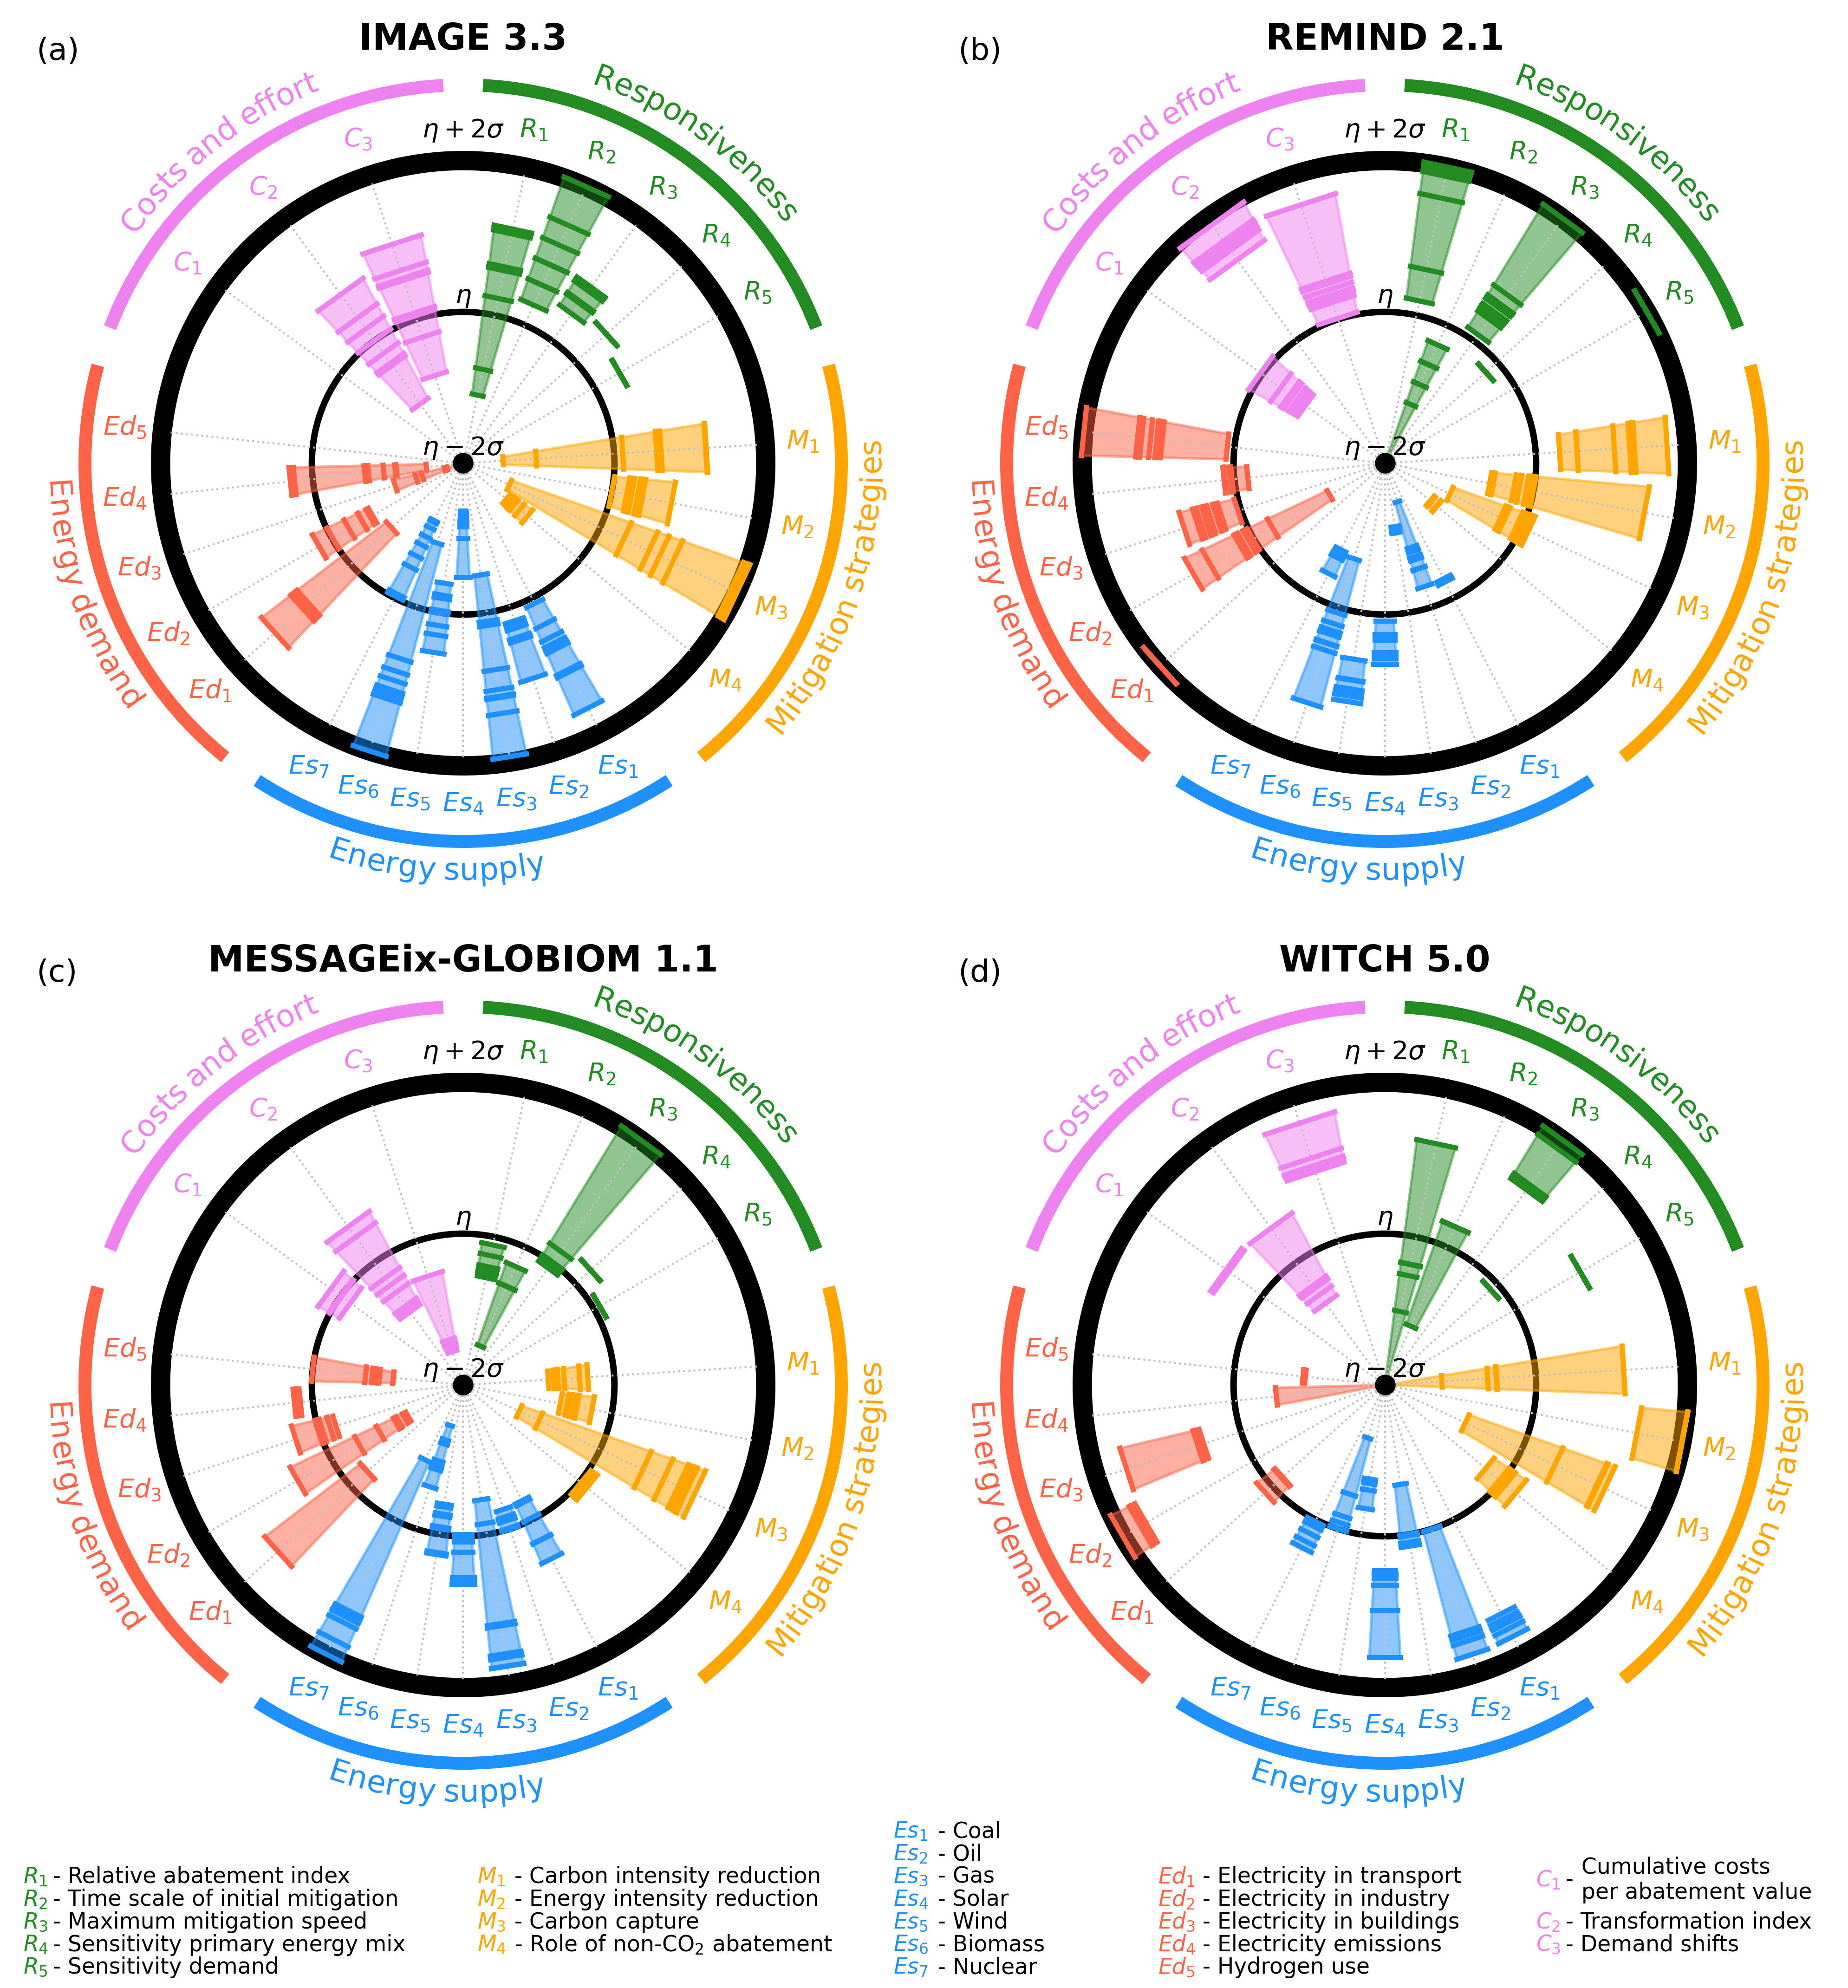 (a)
IMAGE 3.3
Costs and effort
Responsiveness
Mitigation strategies
Energy supply
Energy demand
η + 2σ
η
η − 2σ
R1
R2
R3
R4
R5
M1
M2
M3
M4
Es1
Es2
Es3
Es4
Es5
Es6
Es7
Ed1
Ed2
Ed3
Ed4
Ed5
C1
C2
C3
(b)
REMIND 2.1
Costs and effort
Responsiveness
Mitigation strategies
Energy supply
Energy demand
η + 2σ
η
η − 2σ
R1
R2
R3
R4
R5
M1
M2
M3
M4
Es1
Es2
Es3
Es4
Es5
Es6
Es7
Ed1
Ed2
Ed3
Ed4
Ed5
C1
C2
C3
(c)
MESSAGEix-GLOBIOM 1.1
Costs and effort
Responsiveness
Mitigation strategies
Energy supply
Energy demand
η + 2σ
η
η − 2σ
R1
R2
R3
R4
R5
M1
M2
M3
M4
Es1
Es2
Es3
Es4
Es5
Es6
Es7
Ed1
Ed2
Ed3
Ed4
Ed5
C1
C2
C3
(d)
WITCH 5.0
Costs and effort
Responsiveness
Mitigation strategies
Energy supply
Energy demand
η + 2σ
η
η − 2σ
R1
R2
R3
R4
R5
M1
M2
M3
M4
Es1
Es2
Es3
Es4
Es5
Es6
Es7
Ed1
Ed2
Ed3
Ed4
Ed5
C1
C2
C3
R1 - Relative abatement index
R2 - Time scale of initial mitigation
R3 - Maximum mitigation speed
R4 - Sensitivity primary energy mix
R5 - Sensitivity demand
M1 - Carbon intensity reduction
M2 - Energy intensity reduction
M3 - Carbon capture
M4 - Role of non-CO2 abatement
Es1 - Coal
Es2 - Oil
Es3 - Gas
Es4 - Solar
Es5 - Wind
Es6 - Biomass
Es7 - Nuclear
Ed1 - Electricity in transport
Ed2 - Electricity in industry
Ed3 - Electricity in buildings
Ed4 - Electricity emissions
Ed5 - Hydrogen use
C1 - Cumulative costs
per abatement value
C2 - Transformation index
C3 - Demand shifts